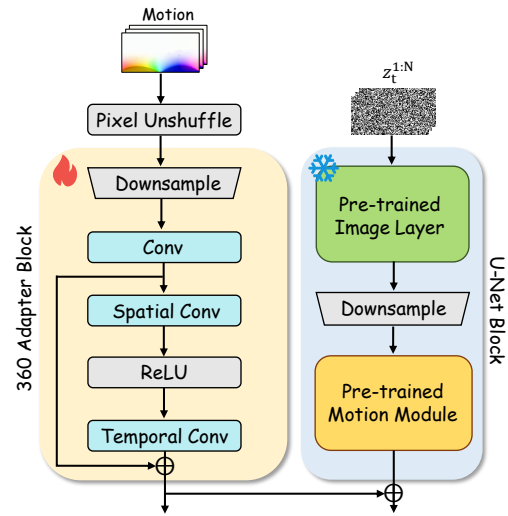 Motion
Pixel Unshuffle
Downsample
Conv
Spatial Conv
ReLU
Temporal Conv
360 Adapter Block
z_t^{1:N}
Pre-trained
Image Layer
Downsample
Pre-trained
Motion Module
U-Net Block